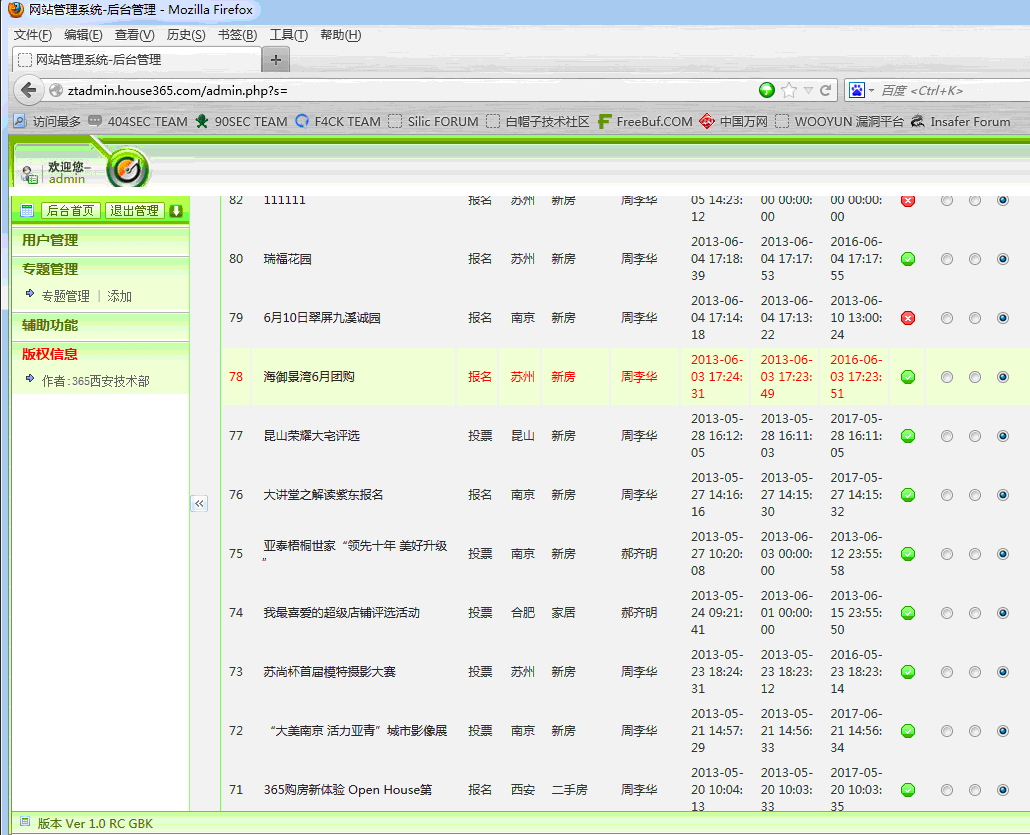 网站管理系统-后台管理 - Mozilla Firefox
文件(F) 编辑(E) 查看(V) 历史(S) 书签(B) 工具(T) 帮助(H)
网站管理系统-后台管理
ztadmin.house365.com/admin.php?s= 百度 <Ctrl+K>
访问最多 404SEC TEAM 90SEC TEAM F4CK TEAM Silic FORUM 白帽子技术社区 FreeBuf.COM 中国万网 WOOYUN 漏洞平台 Insafer Forum
欢迎您—
admin
后台首页 退出管理
用户管理
专题管理
专题管理 | 添加
辅助功能
版权信息
作者:365西安技术部
82 111111 报名 苏州 新房 周李华 05 14:23:12 00 00:00:00 00 00:00:00
80 瑞福花园 报名 苏州 新房 周李华 2013-06-04 17:18:39 2013-06-04 17:17:53 2016-06-04 17:17:55
79 6月10日翠屏九溪诚园 报名 南京 新房 周李华 2013-06-04 17:14:18 2013-06-04 17:13:22 2013-06-10 13:00:24
78 海御景湾6月团购 报名 苏州 新房 周李华 2013-06-03 17:24:31 2013-06-03 17:23:49 2016-06-03 17:23:51
77 昆山荣耀大宅评选 投票 昆山 新房 周李华 2013-05-28 16:12:05 2013-05-28 16:11:03 2017-05-28 16:11:05
76 大讲堂之解读紫东报名 报名 南京 新房 周李华 2013-05-27 14:16:16 2013-05-27 14:15:30 2017-05-27 14:15:32
75 亚泰梧桐世家“领先十年 美好升级” 投票 南京 新房 郝齐明 2013-05-27 10:20:08 2013-06-03 00:00:00 2013-06-12 23:55:58
74 我最喜爱的超级店铺评选活动 投票 合肥 家居 郝齐明 2013-05-24 09:21:41 2013-06-01 00:00:00 2013-06-15 23:55:50
73 苏尚杯首届模特摄影大赛 投票 苏州 新房 周李华 2013-05-23 18:24:31 2013-05-23 18:23:12 2016-05-23 18:23:14
72 “大美南京 活力亚青”城市影像展 投票 南京 新房 周李华 2013-05-21 14:57:29 2013-05-21 14:56:33 2017-06-21 14:56:34
71 365购房新体验 Open House第 报名 西安 二手房 周李华 2013-05-20 10:04:13 2013-05-20 10:03:33 2017-05-20 10:03:35
版本 Ver 1.0 RC GBK